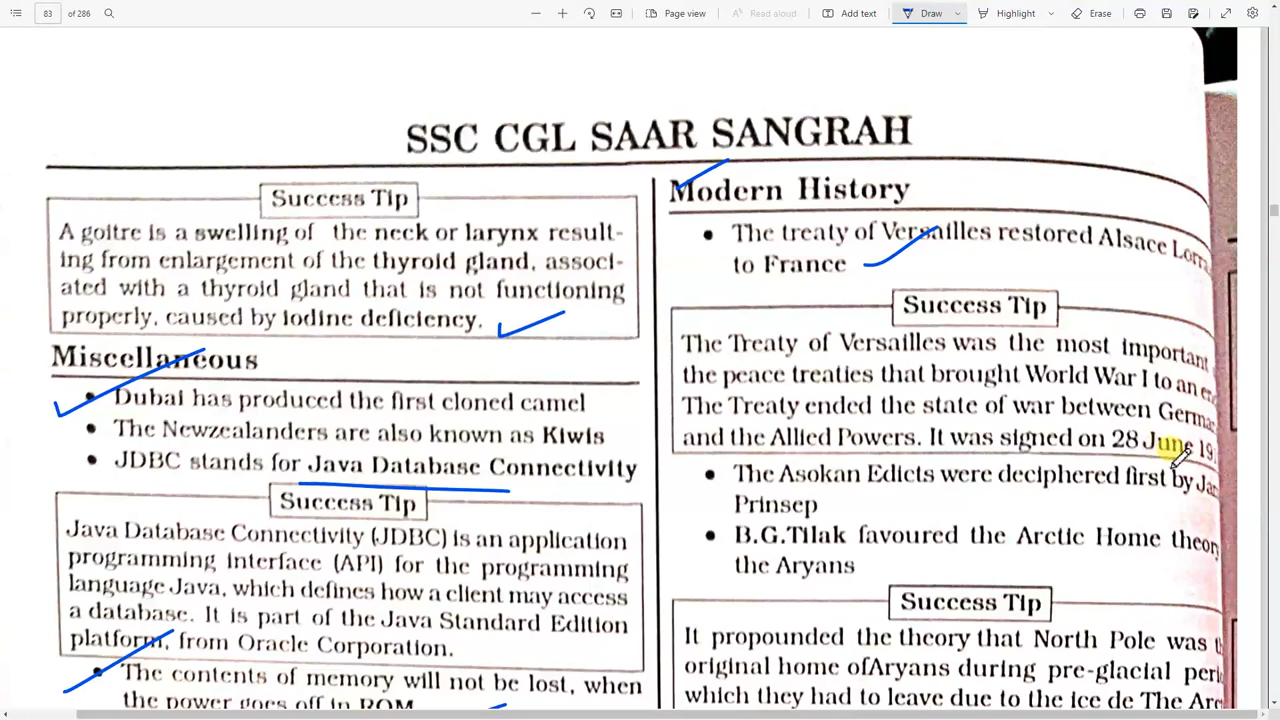 83 of 286
Page view
Read aloud
Add text
Draw
Highlight
Erase
SSC CGL SAAR SANGRAH
Success Tip
A goitre is a swelling of the neck or larynx result-
ing from enlargement of the thyroid gland, associ-
ated with a thyroid gland that is not functioning
properly, caused by iodine deficiency.
Miscellaneous
• Dubai has produced the first cloned camel
• The Newzealanders are also known as Kiwis
• JDBC stands for Java Database Connectivity
Success Tip
Java Database Connectivity (JDBC) is an application
programming interface (API) for the programming
language Java, which defines how a client may access
a database. It is part of the Java Standard Edition
platform, from Oracle Corporation.
• The contents of memory will not be lost, when
the power goes off in ROM
Modern History
• The treaty of Versailles restored Alsace
to France
Success Tip
The Treaty of Versailles was the most important
the peace treaties that brought World War I to an
The Treaty ended the state of war between
and the Allied Powers. It was signed on 28 June
• The Asokan Edicts were deciphered first by
Prinsep
• B.G.Tilak favoured the Arctic Home theory
the Aryans
Success Tip
It propounded the theory that North Pole was
original home ofAryans during pre-glacial
which they had to leave due to the ice de The